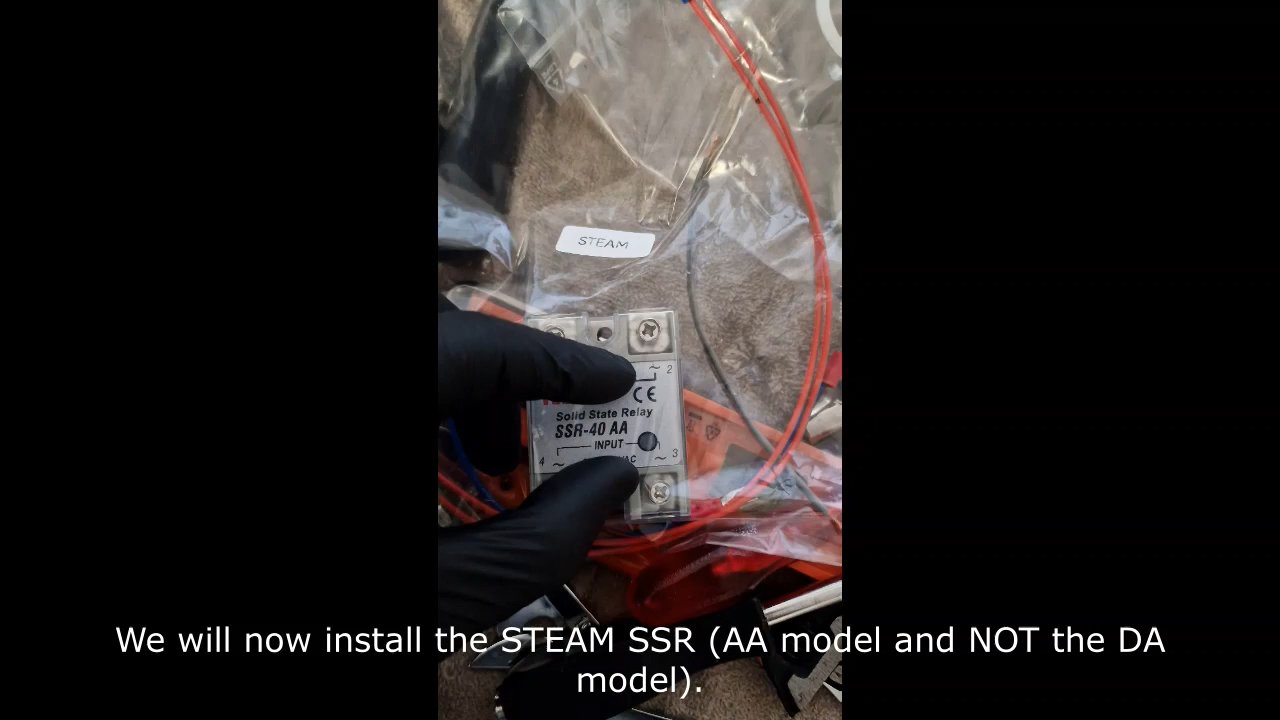 STEAM
~ 2
CE
Solid State Relay
SSR-40 AA
INPUT
4 ~ VAC ~ 3
We will now install the STEAM SSR (AA model and NOT the DA
model).